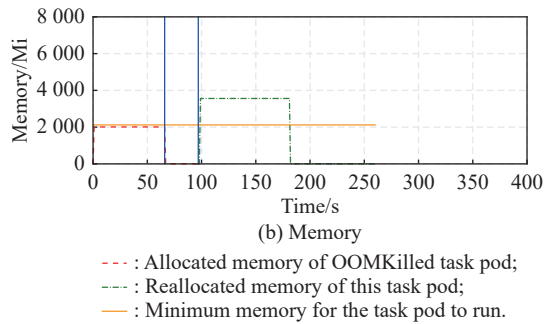 8 000
6 000
4 000
2 000
0
Memory/Mi
0 50 100 150 200 250 300 350 400
Time/s
(b) Memory
: Allocated memory of OOMKilled task pod;
: Reallocated memory of this task pod;
: Minimum memory for the task pod to run.